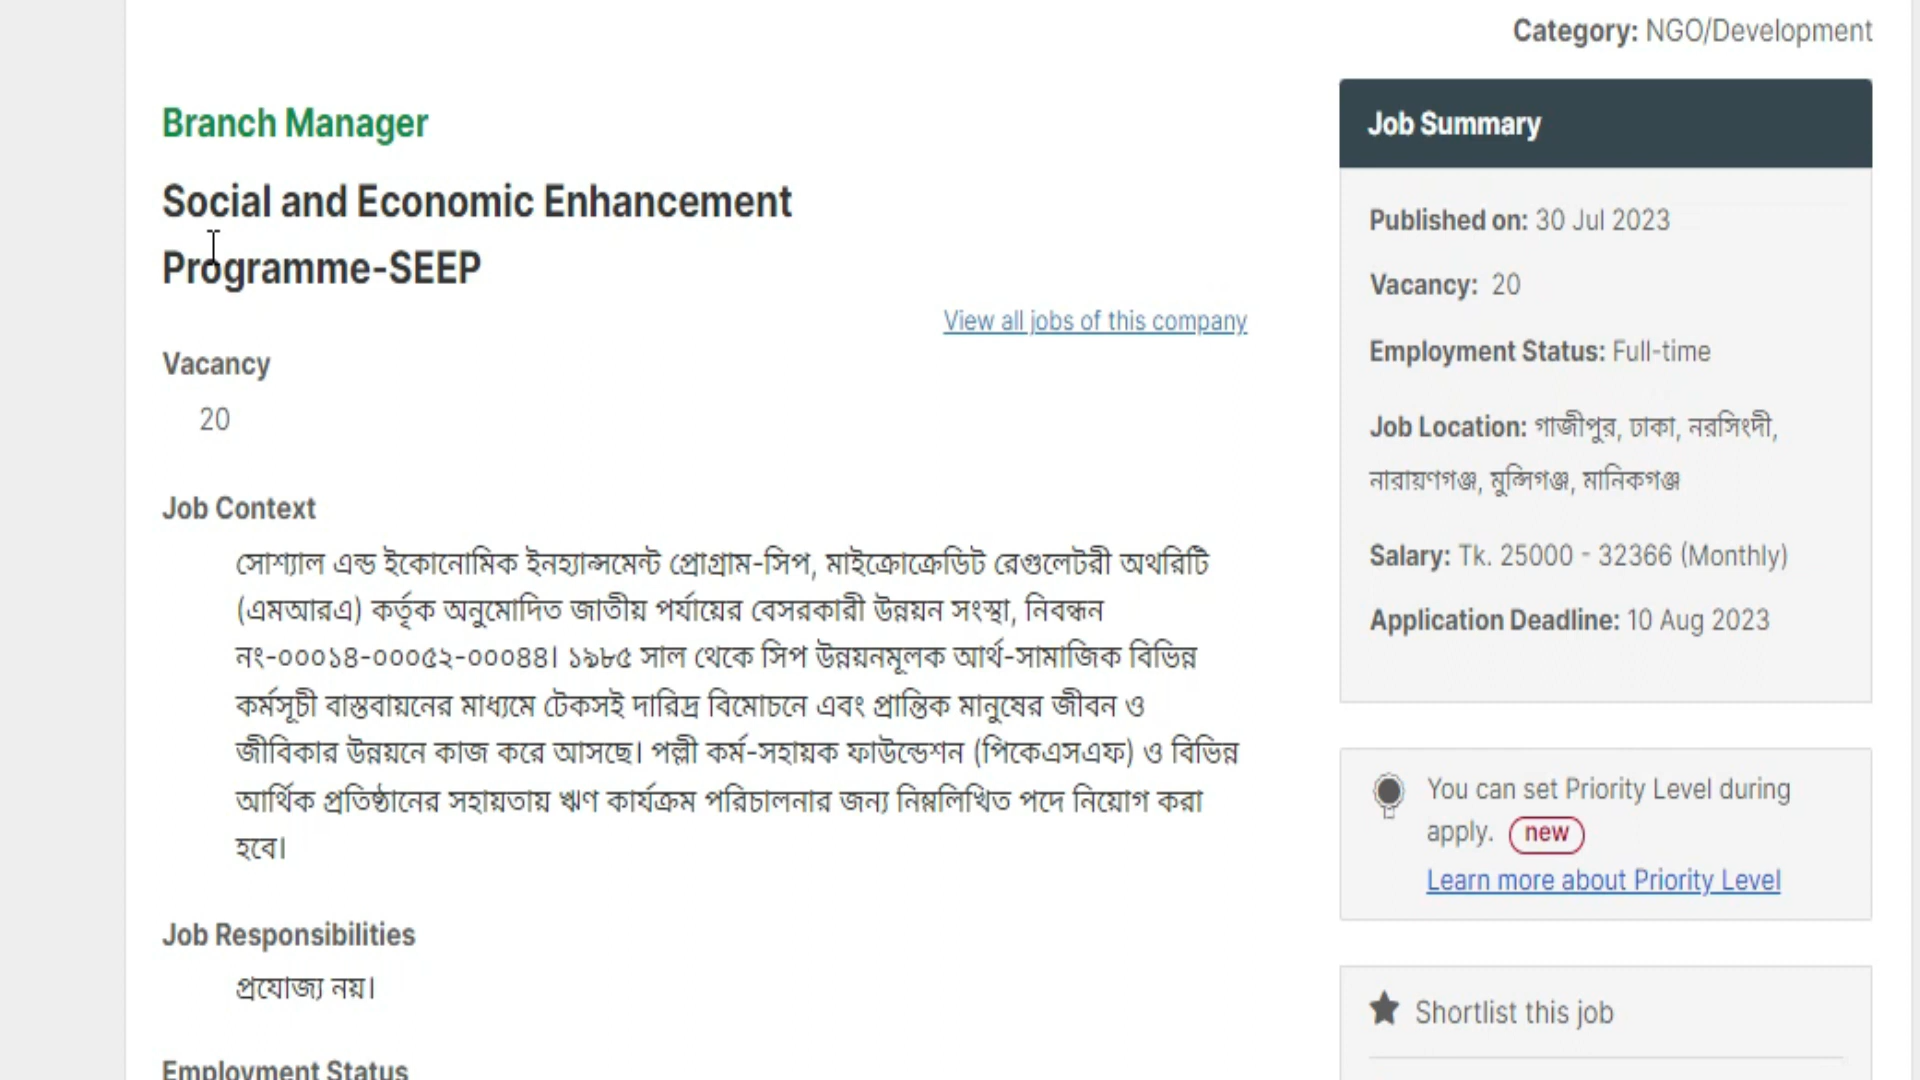 Category: NGO/Development
Branch Manager
Social and Economic Enhancement
Programme-SEEP
View all jobs of this company
Vacancy
20
Job Context
সোশ্যাল এন্ড ইকোনোমিক ইনহ্যান্সমেন্ট প্রোগ্রাম-সিপ, মাইক্রোক্রেডিট রেগুলেটরী অথরিটি
(এমআরএ) কর্তৃক অনুমোদিত জাতীয় পর্যায়ের বেসরকারী উন্নয়ন সংস্থা, নিবন্ধন
নং-০০০১৪-০০০৫২-০০০৪৪। ১৯৮৫ সাল থেকে সিপ উন্নয়নমূলক আর্থ-সামাজিক বিভিন্ন
কর্মসূচী বাস্তবায়নের মাধ্যমে টেকসই দারিদ্র বিমোচনে এবং প্রান্তিক মানুষের জীবন ও
জীবিকার উন্নয়নে কাজ করে আসছে। পল্লী কর্ম-সহায়ক ফাউন্ডেশন (পিকেএসএফ) ও বিভিন্ন
আর্থিক প্রতিষ্ঠানের সহায়তায় ঋণ কার্যক্রম পরিচালনার জন্য নিম্নলিখিত পদে নিয়োগ করা
হবে।
Job Responsibilities
প্রযোজ্য নয়।
Employment Status
Job Summary
Published on: 30 Jul 2023
Vacancy: 20
Employment Status: Full-time
Job Location: গাজীপুর, ঢাকা, নরসিংদী,
নারায়ণগঞ্জ, মুন্সিগঞ্জ, মানিকগঞ্জ
Salary: Tk. 25000 - 32366 (Monthly)
Application Deadline: 10 Aug 2023
You can set Priority Level during
apply. new
Learn more about Priority Level
Shortlist this job